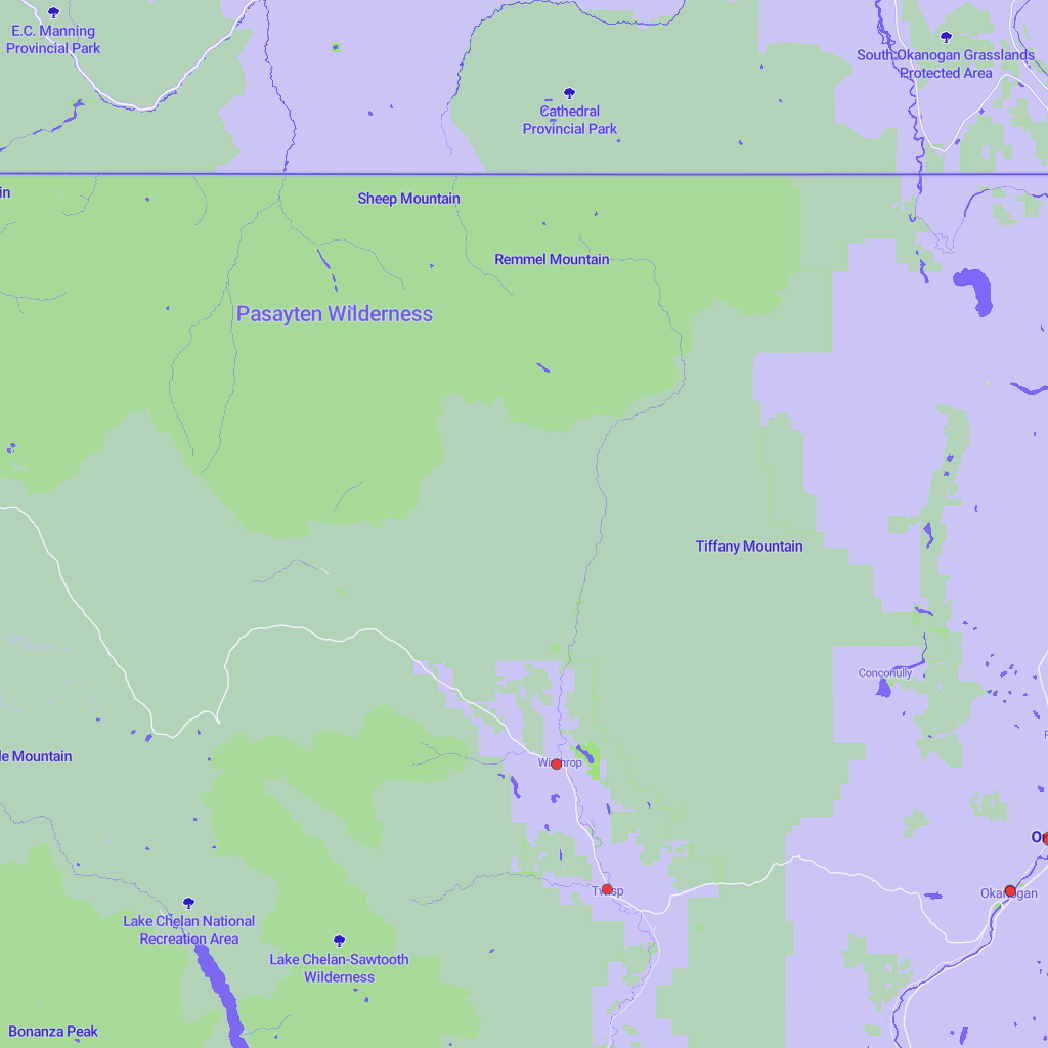 E.C. Manning
Provincial Park
South Okanogan Grasslands
Protected Area
Cathedral
Provincial Park
in
Sheep Mountain
Remmel Mountain
Pasayten Wilderness
Tiffany Mountain
Conconully
le Mountain
Winthrop
Twisp
Okanogan
Lake Chelan National
Recreation Area
Lake Chelan-Sawtooth
Wilderness
Bonanza Peak